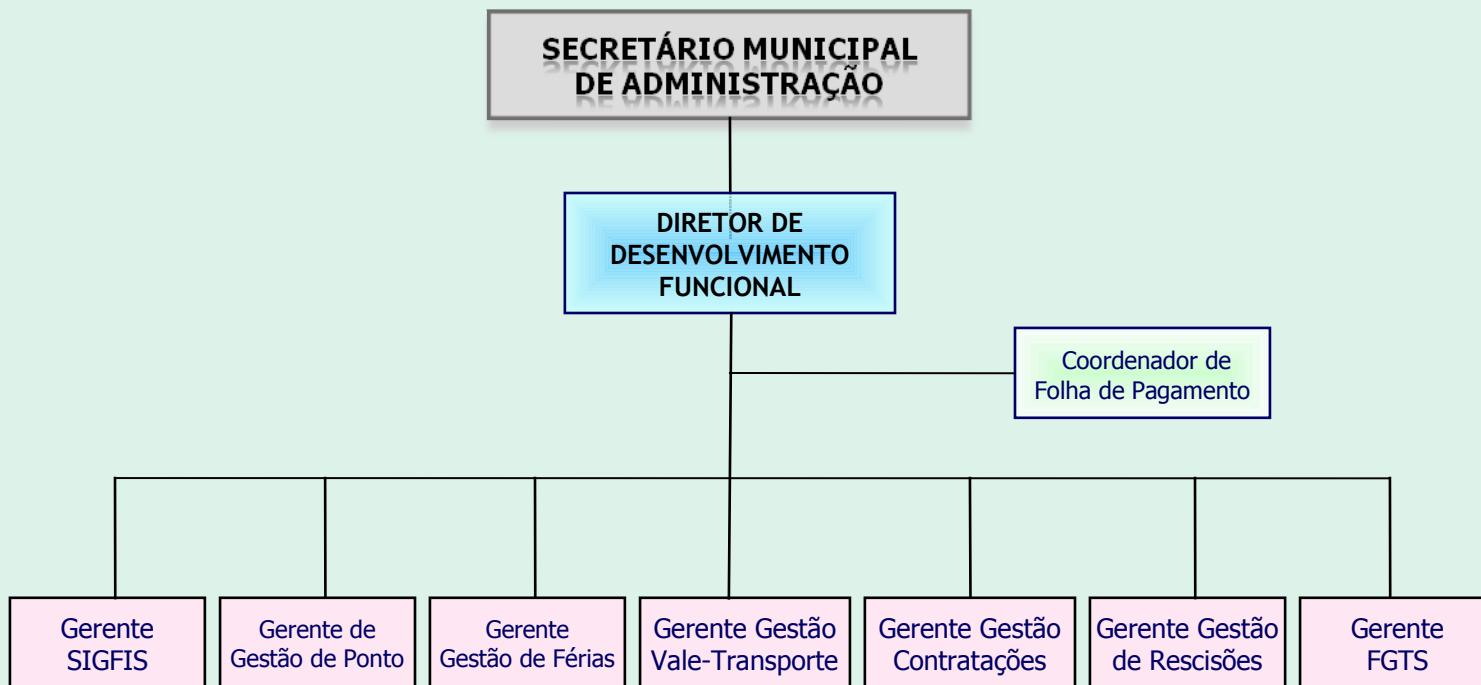 SECRETÁRIO MUNICIPAL
DE ADMINISTRAÇÃO
DIRETOR DE
DESENVOLVIMENTO
FUNCIONAL
Coordenador de
Folha de Pagamento
Gerente
SIGFIS
Gerente de
Gestão de Ponto
Gerente
Gestão de Férias
Gerente Gestão
Vale-Transporte
Gerente Gestão
Contratações
Gerente Gestão
de Rescisões
Gerente
FGTS